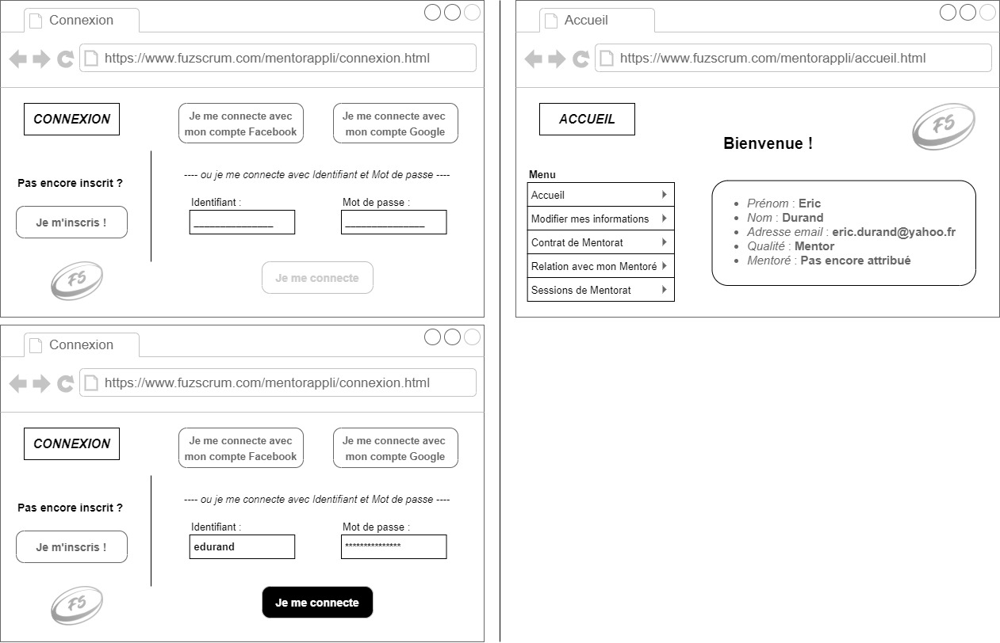 Connexion
https://www.fuzscrum.com/mentorappli/connexion.html
CONNEXION
Je me connecte avec
mon compte Facebook
Je me connecte avec
mon compte Google
Pas encore inscrit ?
Je m'inscris !
FS
---- ou je me connecte avec Identifiant et Mot de passe ----
Identifiant :
_______________
Mot de passe :
_______________
Je me connecte
Connexion
https://www.fuzscrum.com/mentorappli/connexion.html
CONNEXION
Je me connecte avec
mon compte Facebook
Je me connecte avec
mon compte Google
Pas encore inscrit ?
Je m'inscris !
FS
---- ou je me connecte avec Identifiant et Mot de passe ----
Identifiant :
edurand
Mot de passe :
***************
Je me connecte
Accueil
https://www.fuzscrum.com/mentorappli/accueil.html
ACCUEIL
Bienvenue !
FS
Menu
Accueil
Modifier mes informations
Contrat de Mentorat
Relation avec mon Mentoré
Sessions de Mentorat
• Prénom : Eric
• Nom : Durand
• Adresse email : eric.durand@yahoo.fr
• Qualité : Mentor
• Mentoré : Pas encore attribué